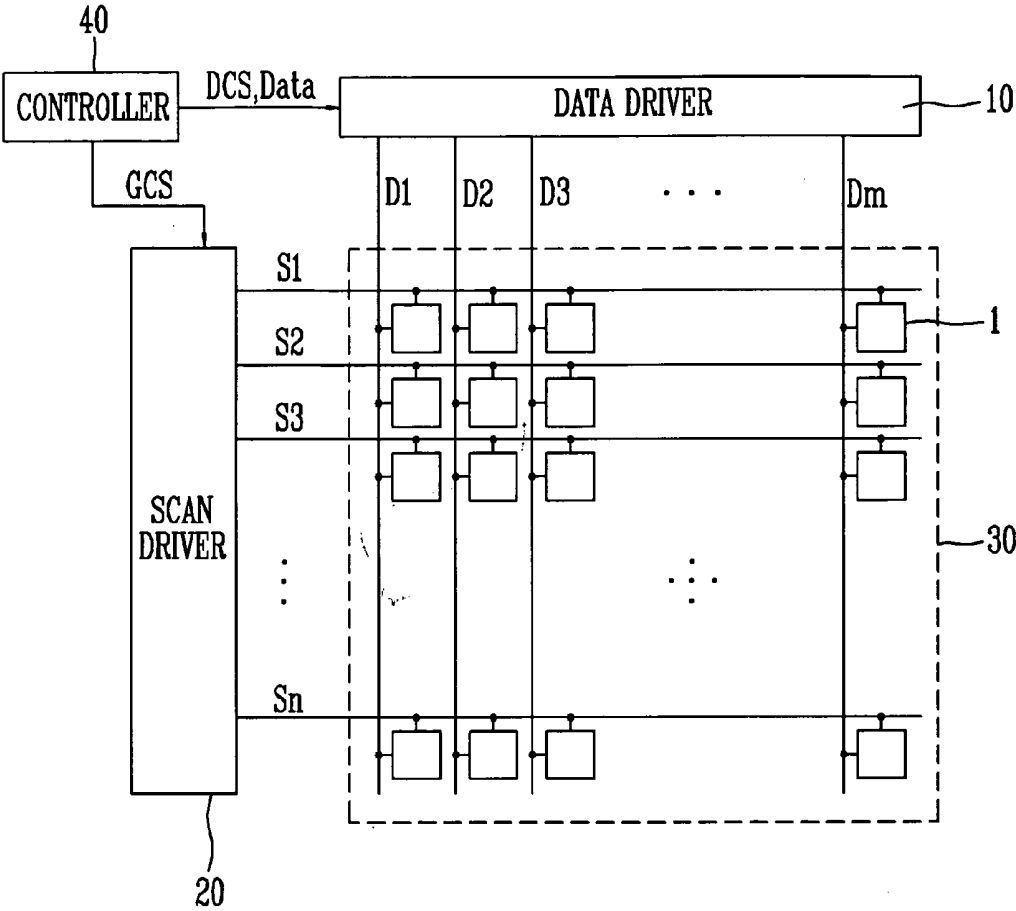 40
CONTROLLER
DCS,Data
DATA DRIVER
10
GCS
D1
D2
D3
. . .
Dm
S1
1
S2
S3
SCAN
DRIVER
30
Sn
20